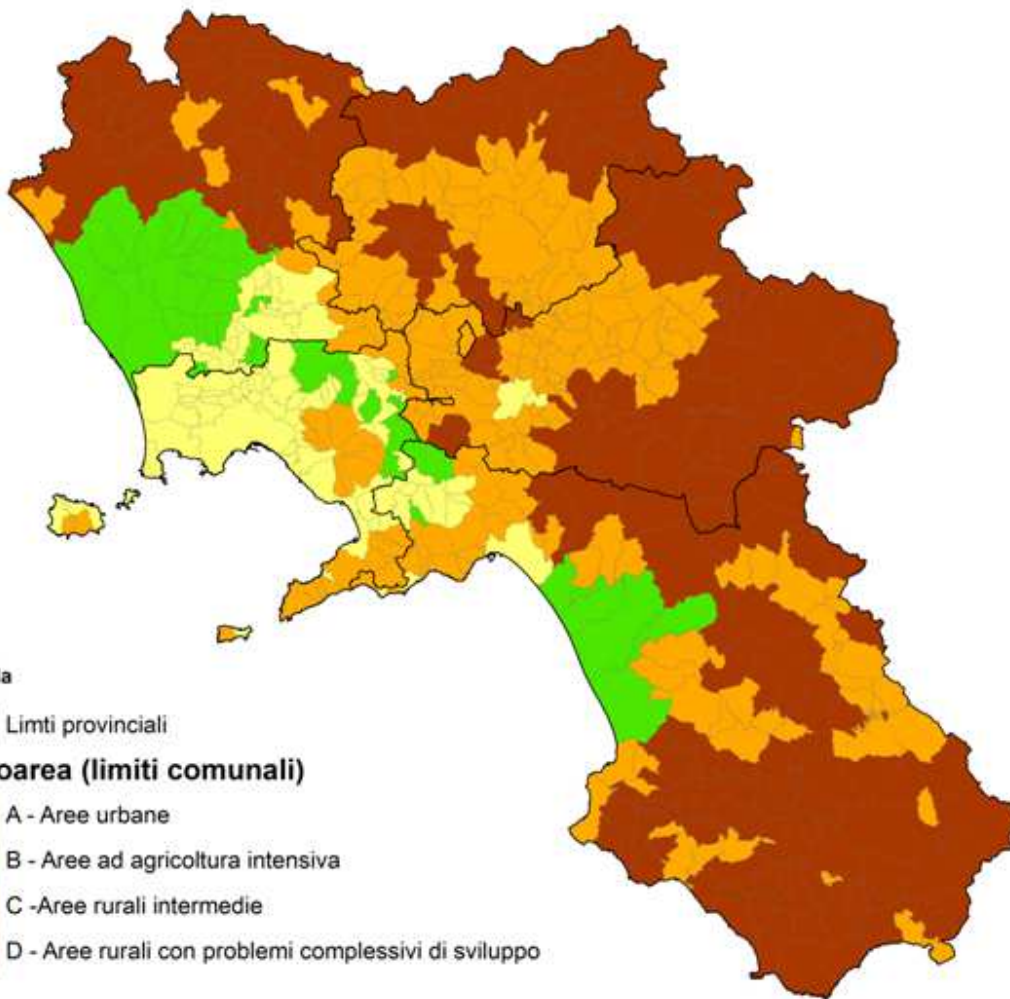 Limti provinciali
oarea (limiti comunali)
A - Aree urbane
B - Aree ad agricoltura intensiva
C -Aree rurali intermedie
D - Aree rurali con problemi complessivi di sviluppo